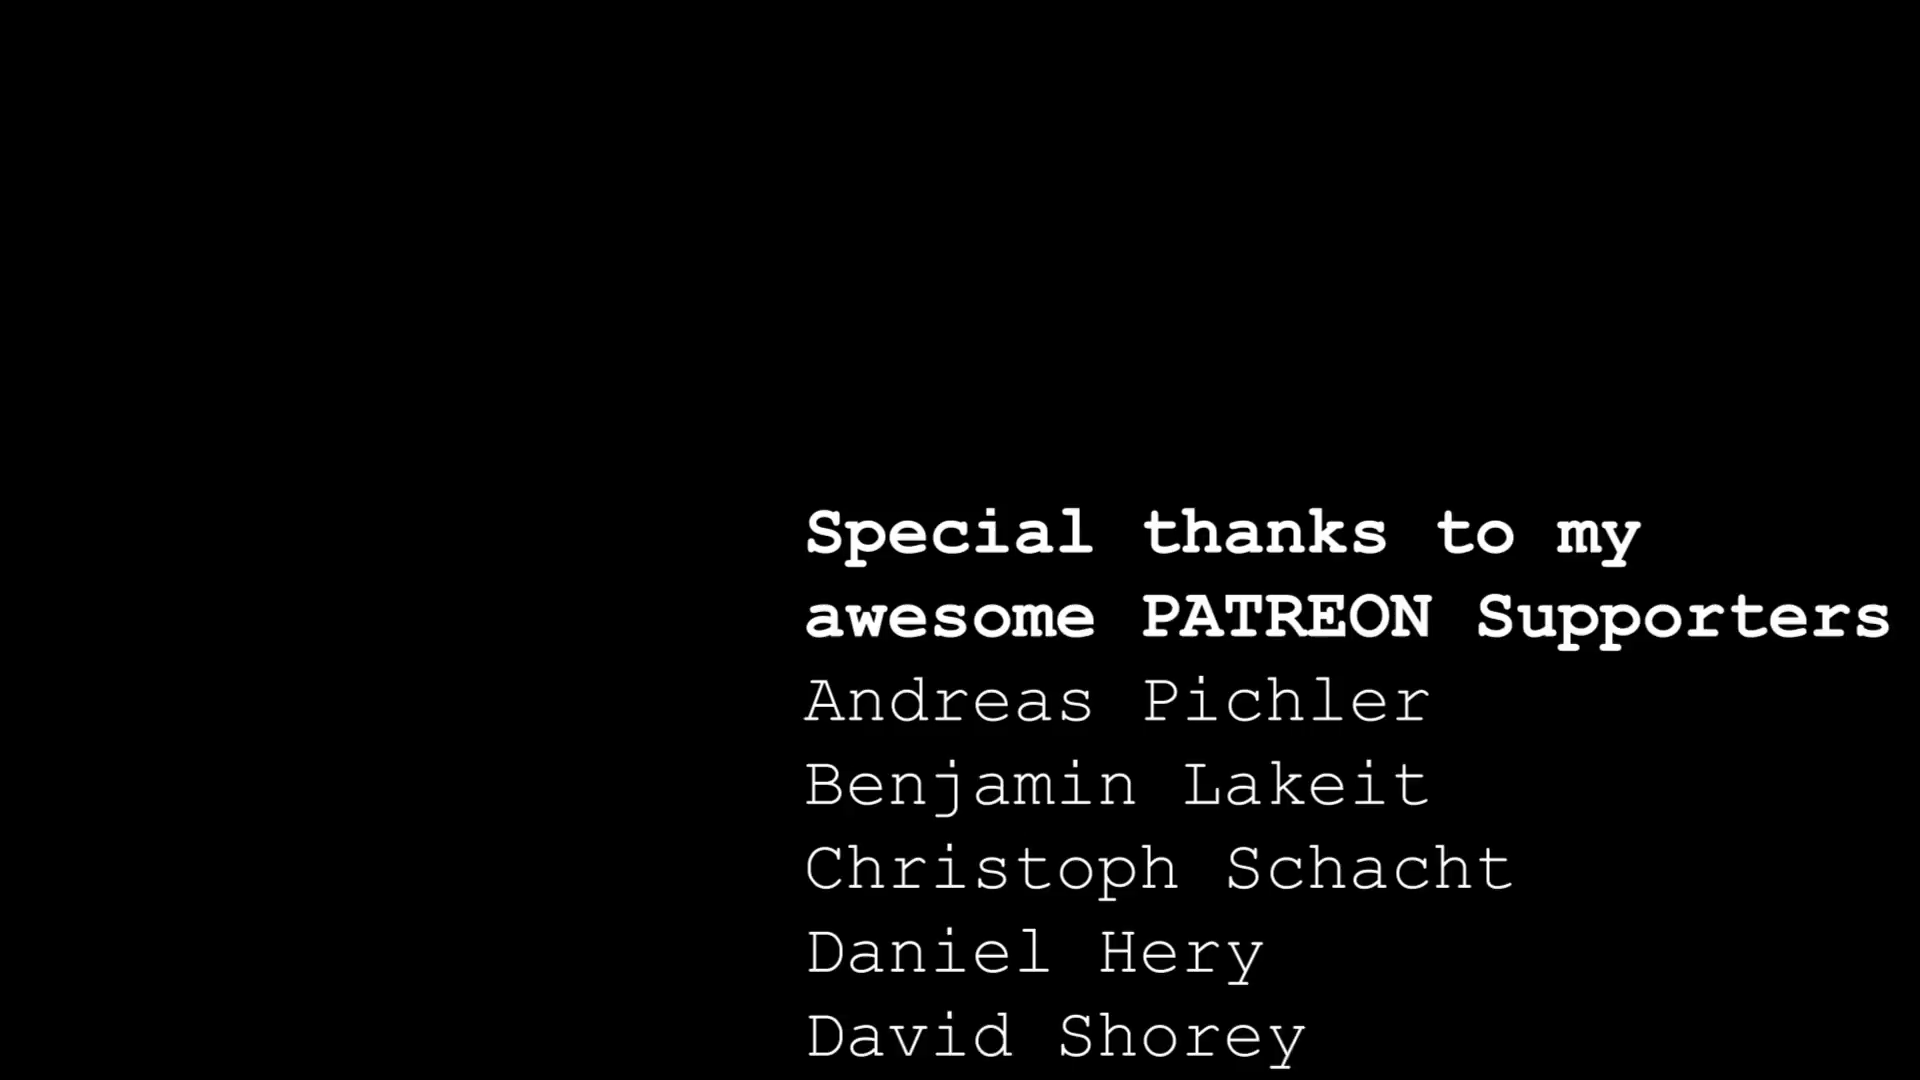 Special thanks to my
awesome PATREON Supporters
Andreas Pichler
Benjamin Lakeit
Christoph Schacht
Daniel Hery
David Shorey